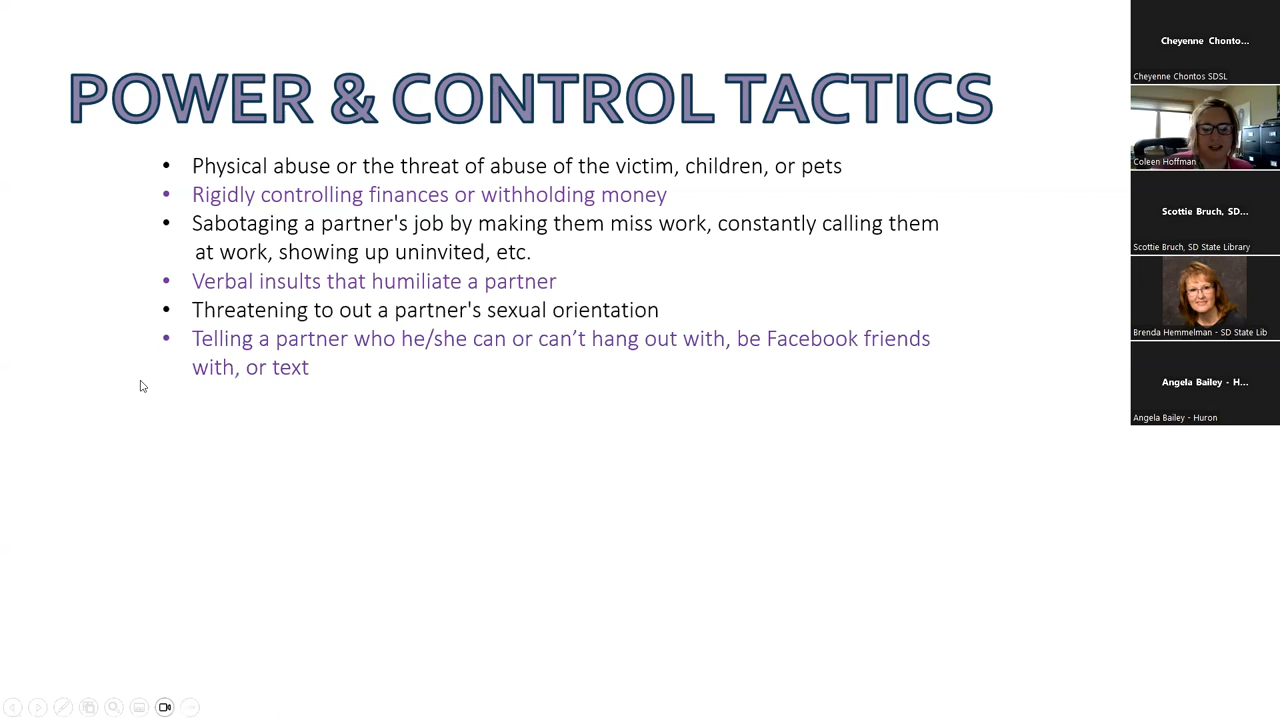 POWER & CONTROL TACTICS
• Physical abuse or the threat of abuse of the victim, children, or pets
• Rigidly controlling finances or withholding money
• Sabotaging a partner's job by making them miss work, constantly calling them
at work, showing up uninvited, etc.
• Verbal insults that humiliate a partner
• Threatening to out a partner's sexual orientation
• Telling a partner who he/she can or can’t hang out with, be Facebook friends
with, or text
Cheyenne Chonto...
Cheyenne Chontos SDSL
Coleen Hoffman
Scottie Bruch, SD...
Scottie Bruch, SD State Library
Brenda Hemmelman - SD State Lib
Angela Bailey - H...
Angela Bailey - Huron